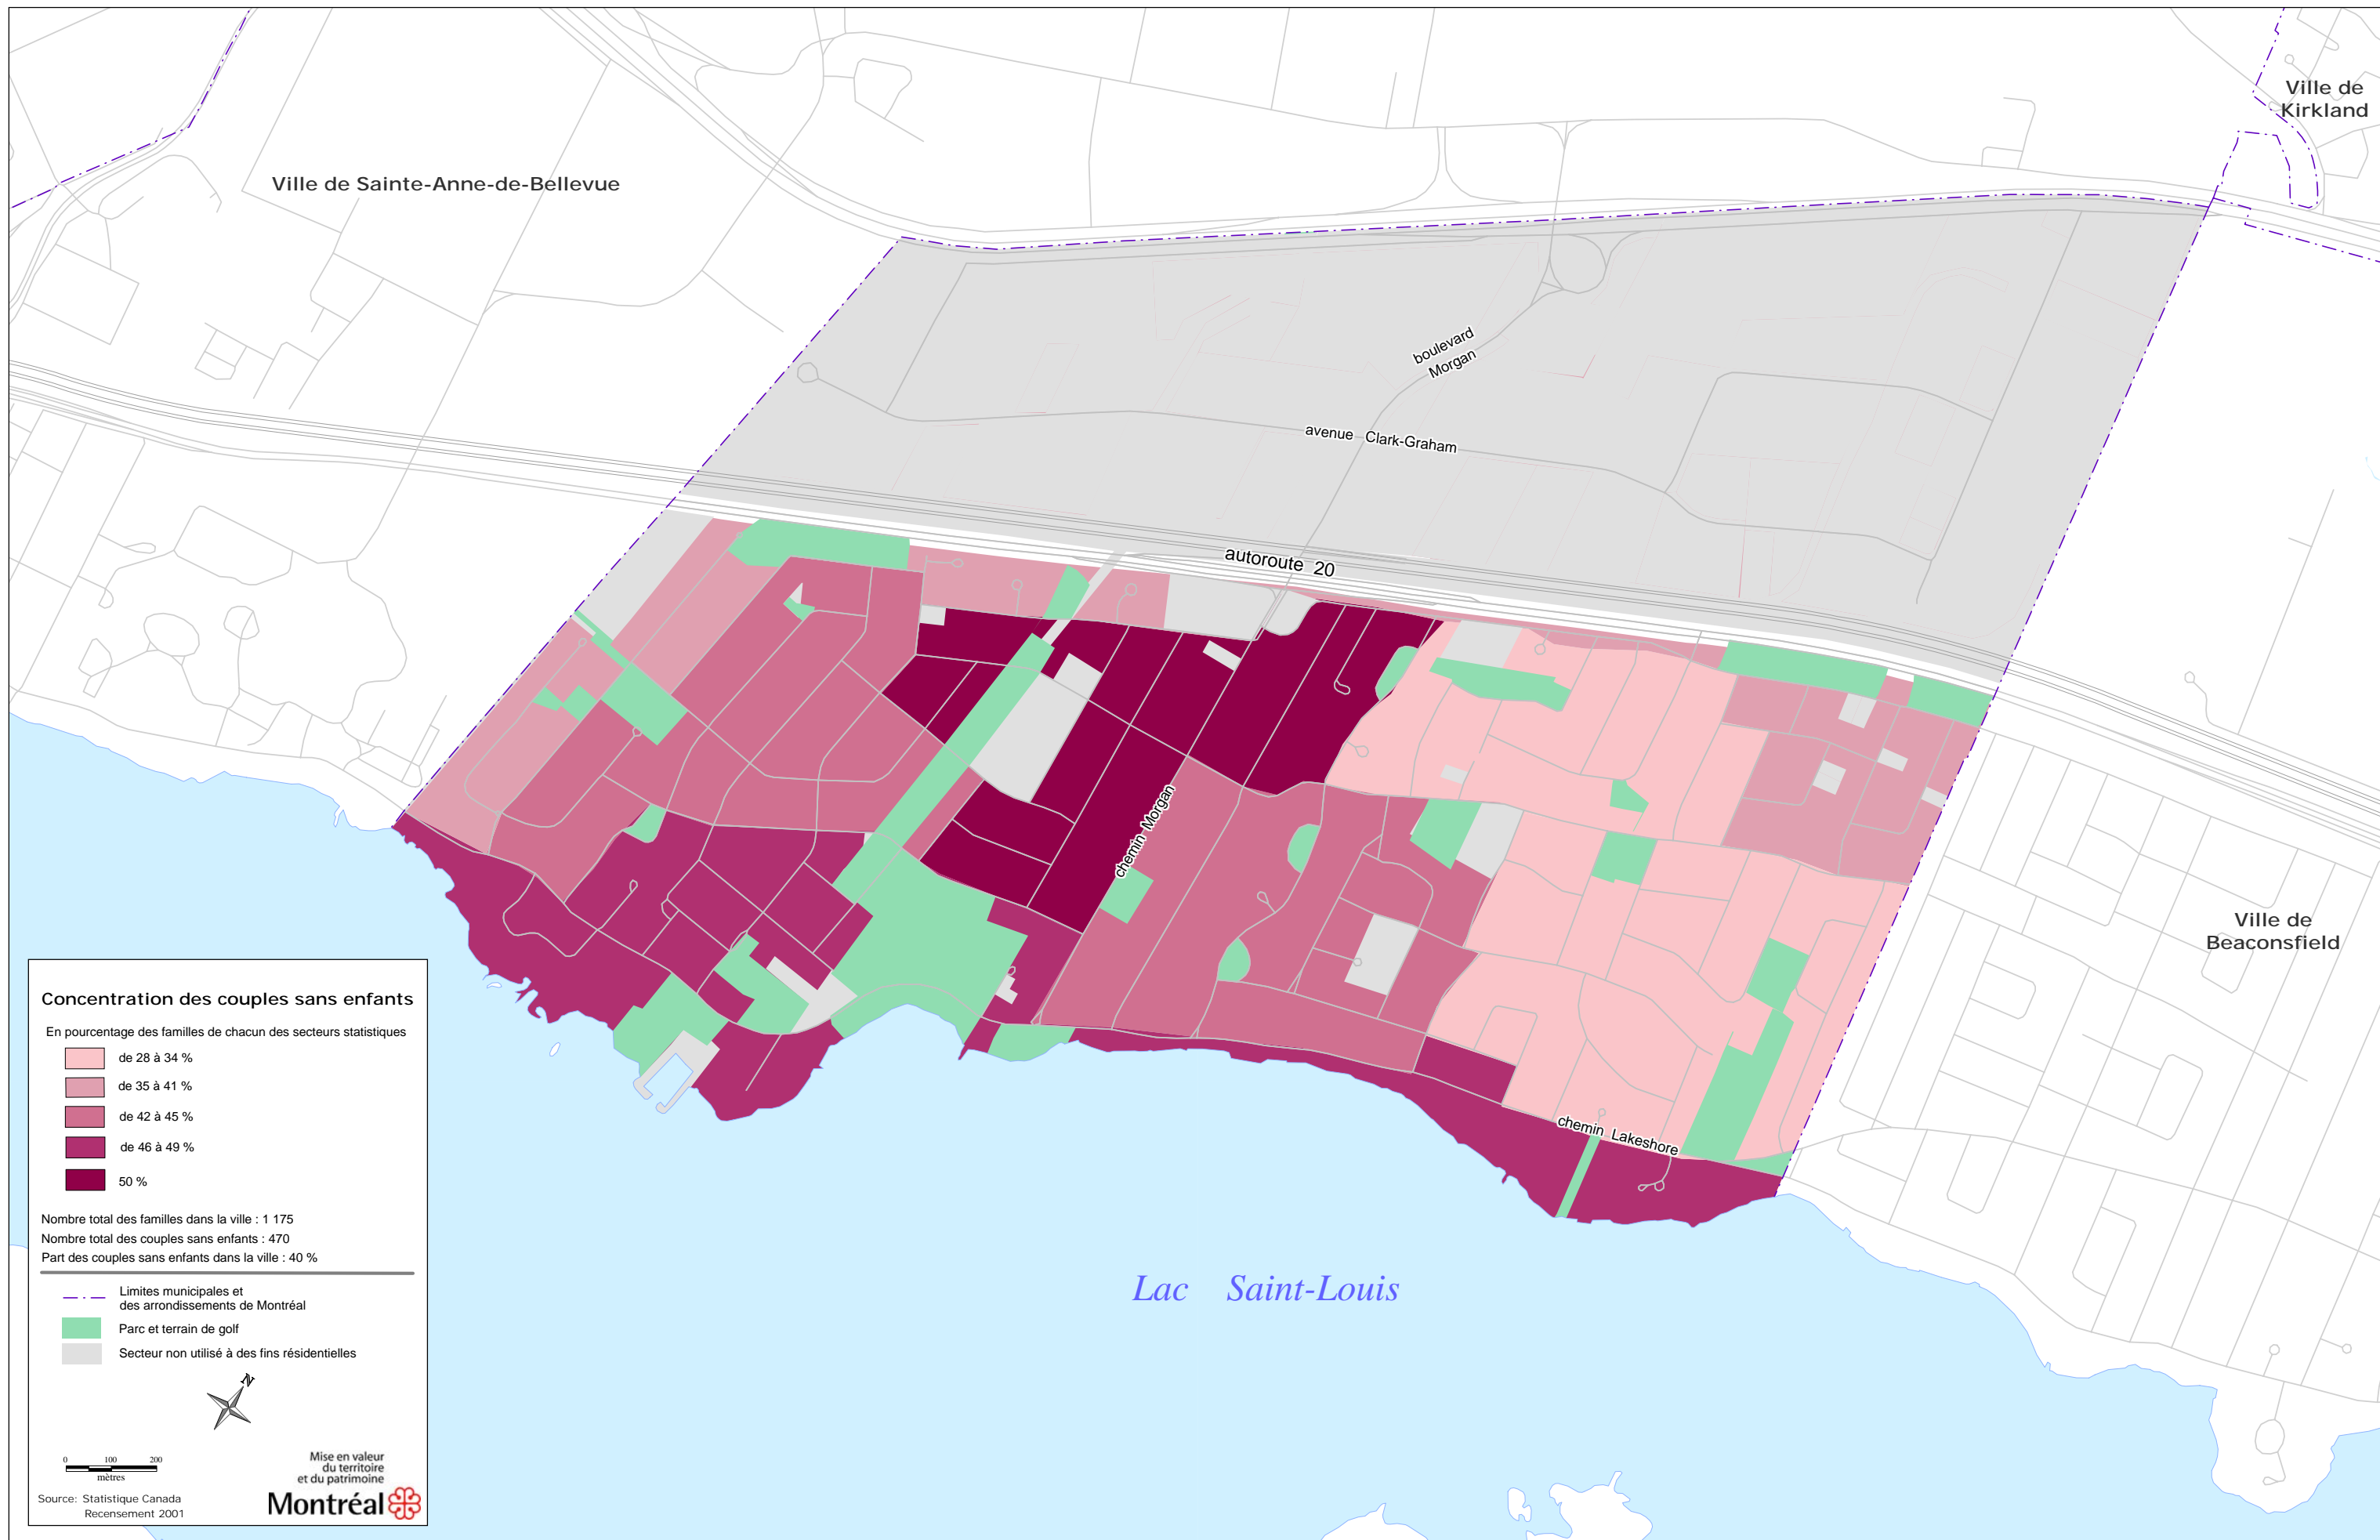 Ville de
Kirkland
Ville de Sainte-Anne-de-Bellevue
boulevard
Morgan
avenue Clark-Graham
autoroute 20
chemin Morgan
Ville de
Beaconsfield
chemin Lakeshore
Lac Saint-Louis
Concentration des couples sans enfants
En pourcentage des familles de chacun des secteurs statistiques
de 28 à 34 %
de 35 à 41 %
de 42 à 45 %
de 46 à 49 %
50 %
Nombre total des familles dans la ville : 1 175
Nombre total des couples sans enfants : 470
Part des couples sans enfants dans la ville : 40 %
Limites municipales et
des arrondissements de Montréal
Parc et terrain de golf
Secteur non utilisé à des fins résidentielles
N
0 100 200
mètres
Mise en valeur
du territoire
et du patrimoine
Montréal
Source: Statistique Canada
Recensement 2001